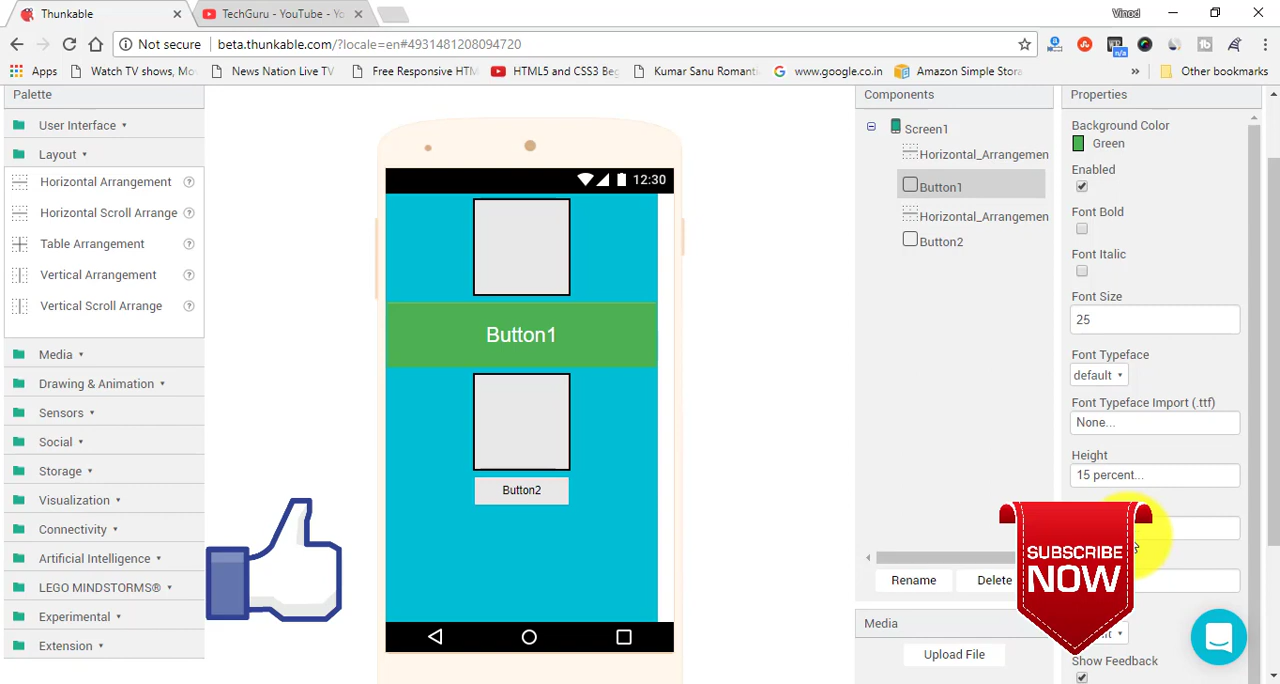 Thunkable
TechGuru - YouTube - Yo
Vinod
Not secure
beta.thunkable.com/?locale=en#4931481208094720
n/a
Apps
Watch TV shows, Mo
News Nation Live TV
Free Responsive HTM
HTML5 and CSS3 Beg
Kumar Sanu Romanti
www.google.co.in
Amazon Simple Stora
»
Other bookmarks
Palette
User Interface
Layout
Horizontal Arrangement
Horizontal Scroll Arrange
Table Arrangement
Vertical Arrangement
Vertical Scroll Arrange
Media
Drawing & Animation
Sensors
Social
Storage
Visualization
Connectivity
Artificial Intelligence
LEGO MINDSTORMS®
Experimental
Extension
12:30
Button1
Button2
Components
Screen1
Horizontal_Arrangemen
Button1
Horizontal_Arrangemen
Button2
Rename
Delete
Media
Upload File
Properties
Background Color
Green
Enabled
Font Bold
Font Italic
Font Size
25
Font Typeface
default
Font Typeface Import (.ttf)
None...
Height
15 percent...
SUBSCRIBE
NOW
Show Feedback